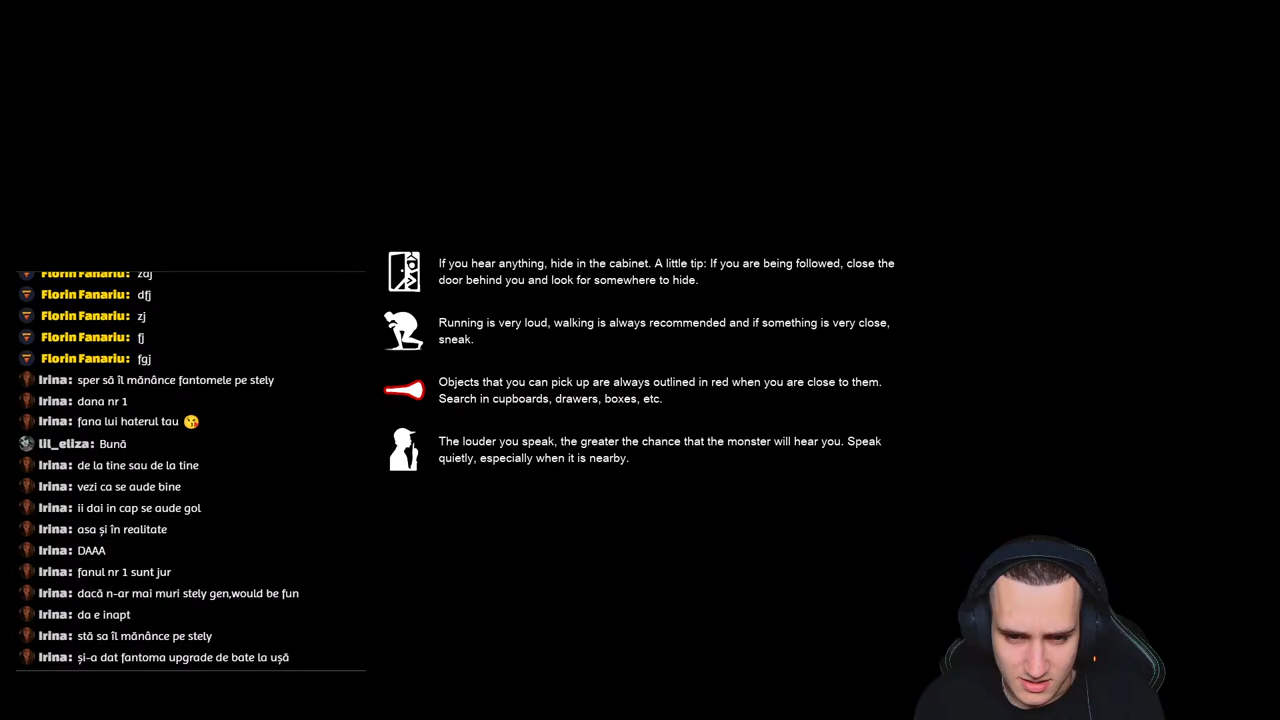 Florin Fanariu: zdj
Florin Fanariu: dfj
Florin Fanariu: zj
Florin Fanariu: fj
Florin Fanariu: fgj
Irina: sper să îl mănânce fantomele pe stely
Irina: dana nr 1
Irina: fana lui haterul tau 😘
lil_eliza: Bună
Irina: de la tine sau de la tine
Irina: vezi ca se aude bine
Irina: ii dai in cap se aude gol
Irina: asa și în realitate
Irina: DAAA
Irina: fanul nr 1 sunt jur
Irina: dacă n-ar mai muri stely gen,would be fun
Irina: da e inapt
Irina: stă sa îl mănânce pe stely
Irina: și-a dat fantoma upgrade de bate la ușă
If you hear anything, hide in the cabinet. A little tip: If you are being followed, close the
door behind you and look for somewhere to hide.
Running is very loud, walking is always recommended and if something is very close,
sneak.
Objects that you can pick up are always outlined in red when you are close to them.
Search in cupboards, drawers, boxes, etc.
The louder you speak, the greater the chance that the monster will hear you. Speak
quietly, especially when it is nearby.